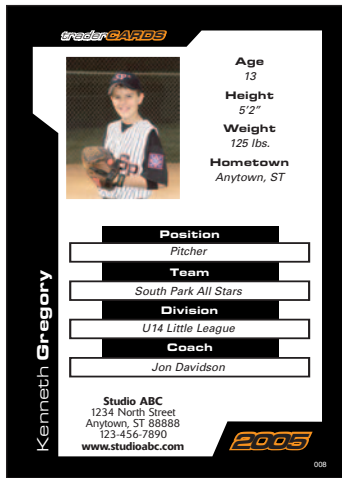 traderCARDS
Age
13
Height
5'2"
Weight
125 lbs.
Hometown
Anytown, ST
Position
Pitcher
Team
South Park All Stars
Division
U14 Little League
Coach
Jon Davidson
Kenneth Gregory
Studio ABC
1234 North Street
Anytown, ST 88888
123-456-7890
www.studioabc.com
2005
008